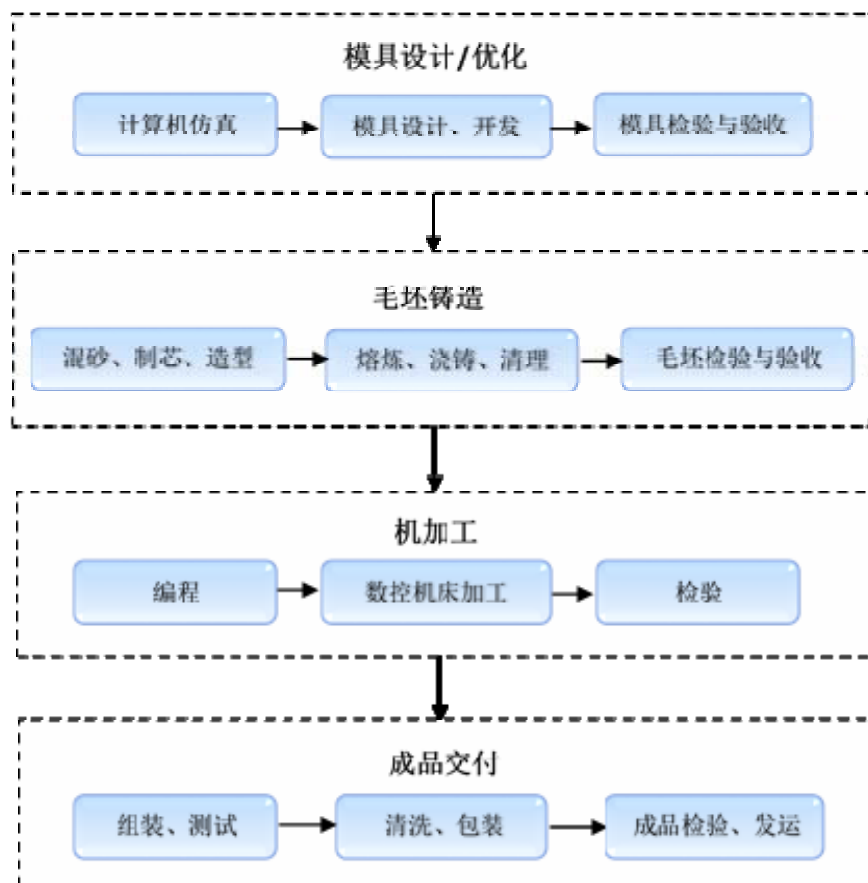 模具设计/优化
计算机仿真
模具设计、开发
模具检验与验收
毛坯铸造
混砂、制芯、造型
熔炼、浇铸、清理
毛坯检验与验收
机加工
编程
数控机床加工
检验
成品交付
组装、测试
清洗、包装
成品检验、发运